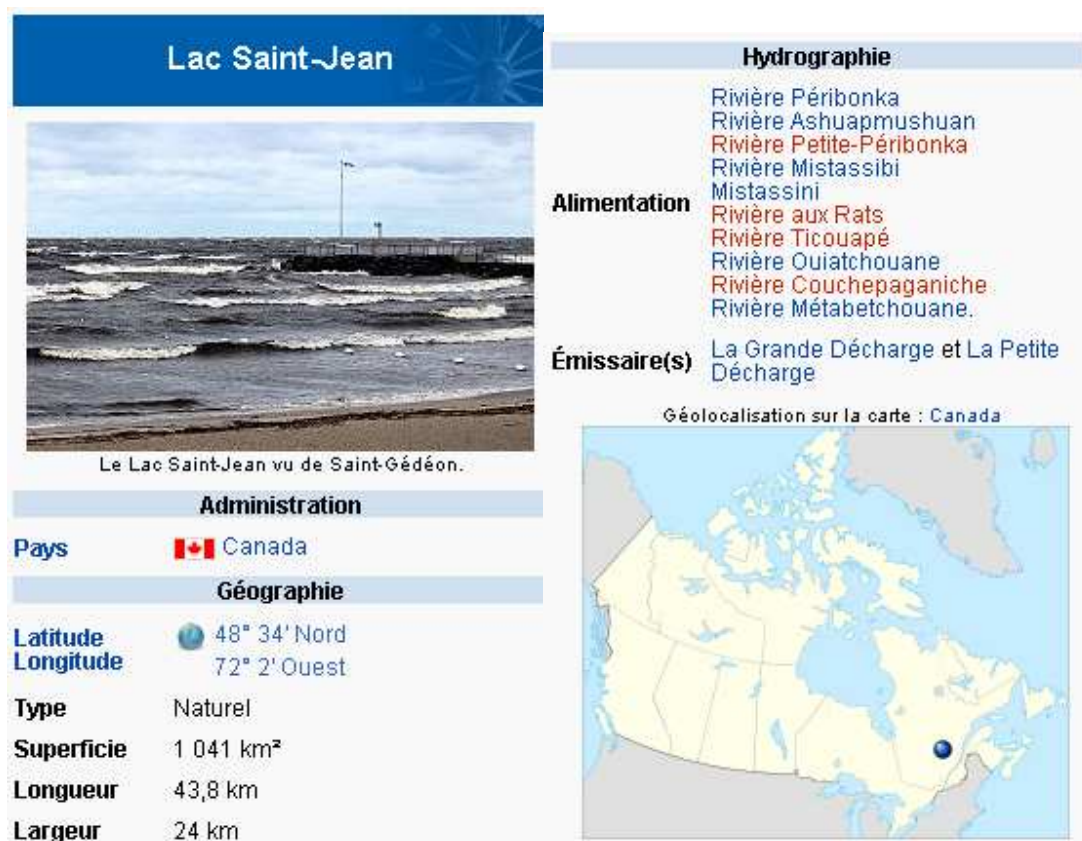 Lac Saint-Jean
Le Lac Saint-Jean vu de Saint-Gédéon.
Administration
Pays Canada
Géographie
Latitude 48° 34' Nord
Longitude 72° 2' Ouest
Type Naturel
Superficie 1 041 km²
Longueur 43,8 km
Largeur 24 km
Hydrographie
Alimentation
Rivière Péribonka
Rivière Ashuapmushuan
Rivière Petite-Péribonka
Rivière Mistassibi
Mistassini
Rivière aux Rats
Rivière Ticouapé
Rivière Ouiatchouane
Rivière Couchepaganiche
Rivière Métabetchouane.
Émissaire(s) La Grande Décharge et La Petite
Décharge
Géolocalisation sur la carte : Canada